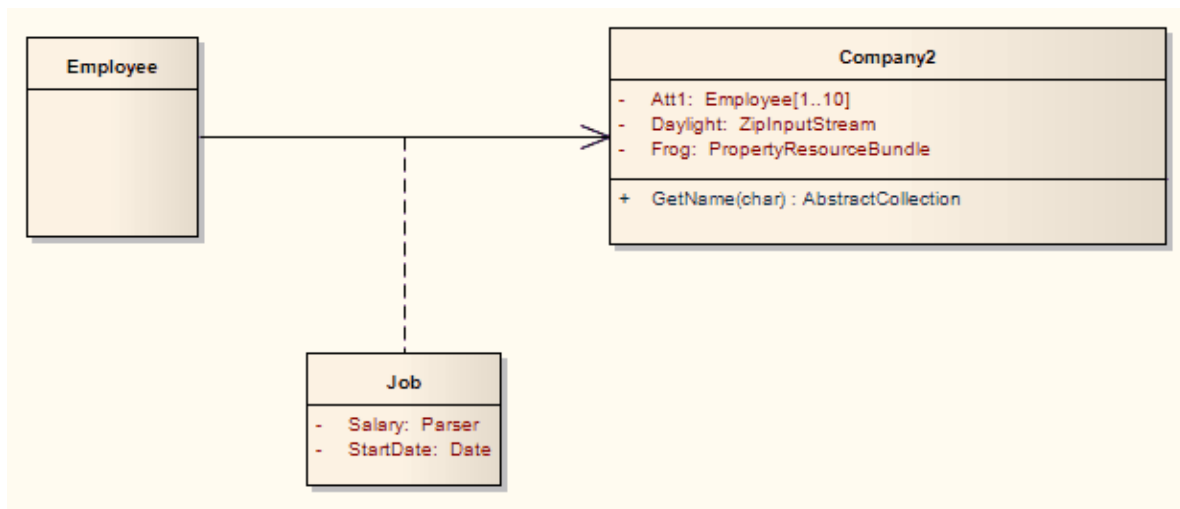 Employee
Company2
- Att1: Employee[1..10]
- Daylight: ZipInputStream
- Frog: PropertyResourceBundle
+ GetName(char) : AbstractCollection
Job
- Salary: Parser
- StartDate: Date